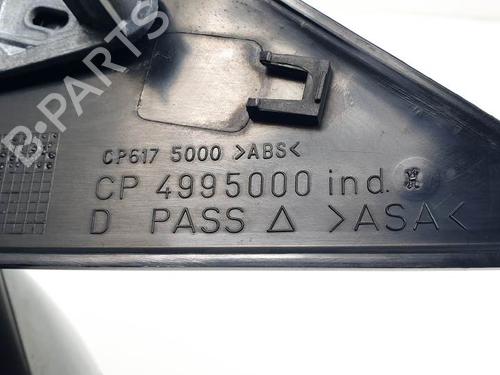 B-PARTS
CP617 5000 >ABS<
CP 4995000 ind.
D PASS △ >ASA<